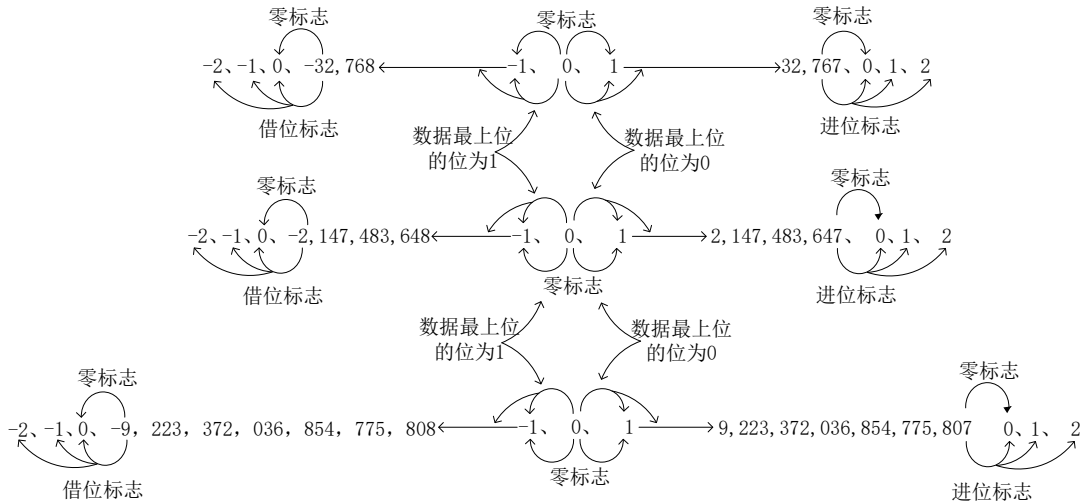 零标志 零标志 零标志
-2、-1、0、-32,768 -1、 0、 1 32,767、0、1、2
借位标志 进位标志
数据最上位 数据最上位
的位为1 的位为0
零标志 零标志
-2、-1、0、-2,147,483,648 -1、 0、 1 2,147,483,647、 0、1、 2
借位标志 零标志 进位标志
数据最上位 数据最上位
的位为1 的位为0
零标志 零标志
-2、-1、0、-9, 223, 372, 036, 854, 775, 808 -1、 0、 1 9,223,372,036,854,775,807 0、1、 2
借位标志 零标志 进位标志